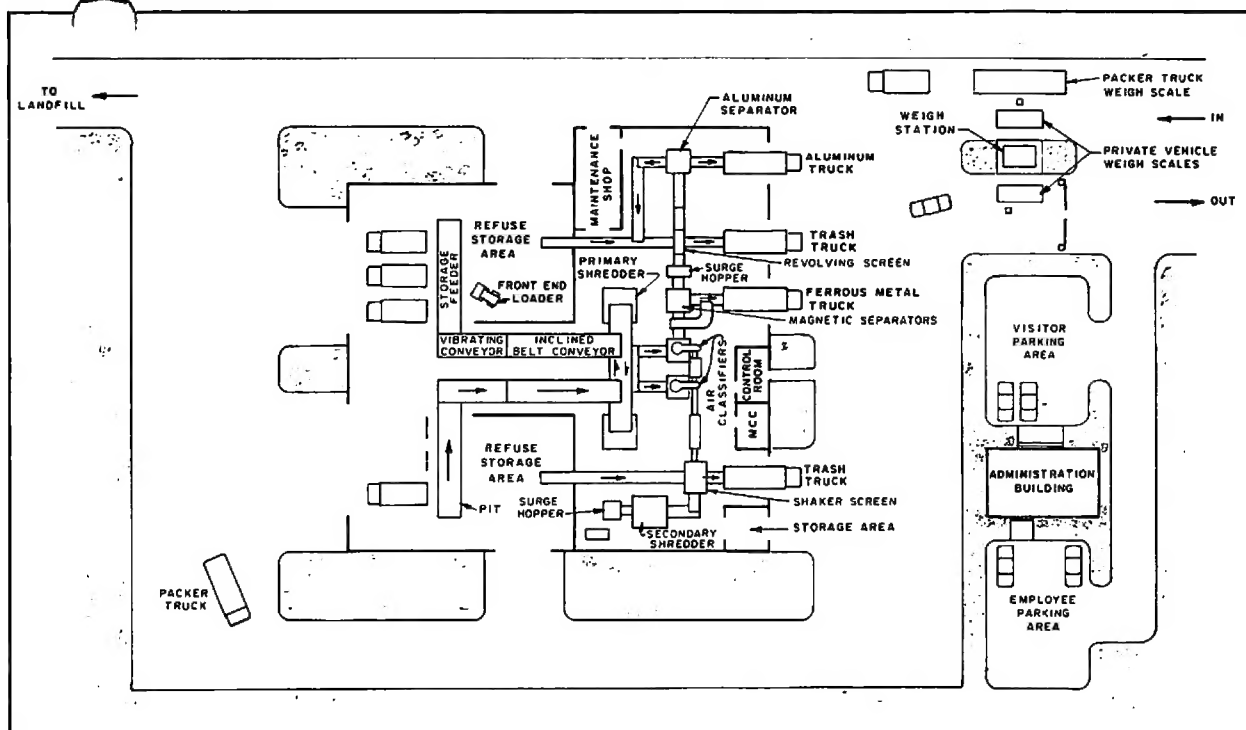 TO
LANDFILL
ALUMINUM
SEPARATOR
PACKER TRUCK
WEIGH SCALE
WEIGH
STATION
IN
PRIVATE VEHICLE
WEIGH SCALES
OUT
MAINTENANCE
SHOP
ALUMINUM
TRUCK
REFUSE
STORAGE
AREA
TRASH
TRUCK
REVOLVING SCREEN
PRIMARY
SHREDDER
SURGE
HOPPER
STORAGE
FEEDER
FRONT END
LOADER
FERROUS METAL
TRUCK
MAGNETIC SEPARATORS
VISITOR
PARKING
AREA
VIBRATING
CONVEYOR
INCLINED
BELT CONVEYOR
AIR
CLASSIFIERS
CONTROL
ROOM
MCC
REFUSE
STORAGE
AREA
TRASH
TRUCK
SHAKER SCREEN
ADMINISTRATION
BUILDING
PIT
SURGE
HOPPER
SECONDARY
SHREDDER
STORAGE AREA
PACKER
TRUCK
EMPLOYEE
PARKING
AREA